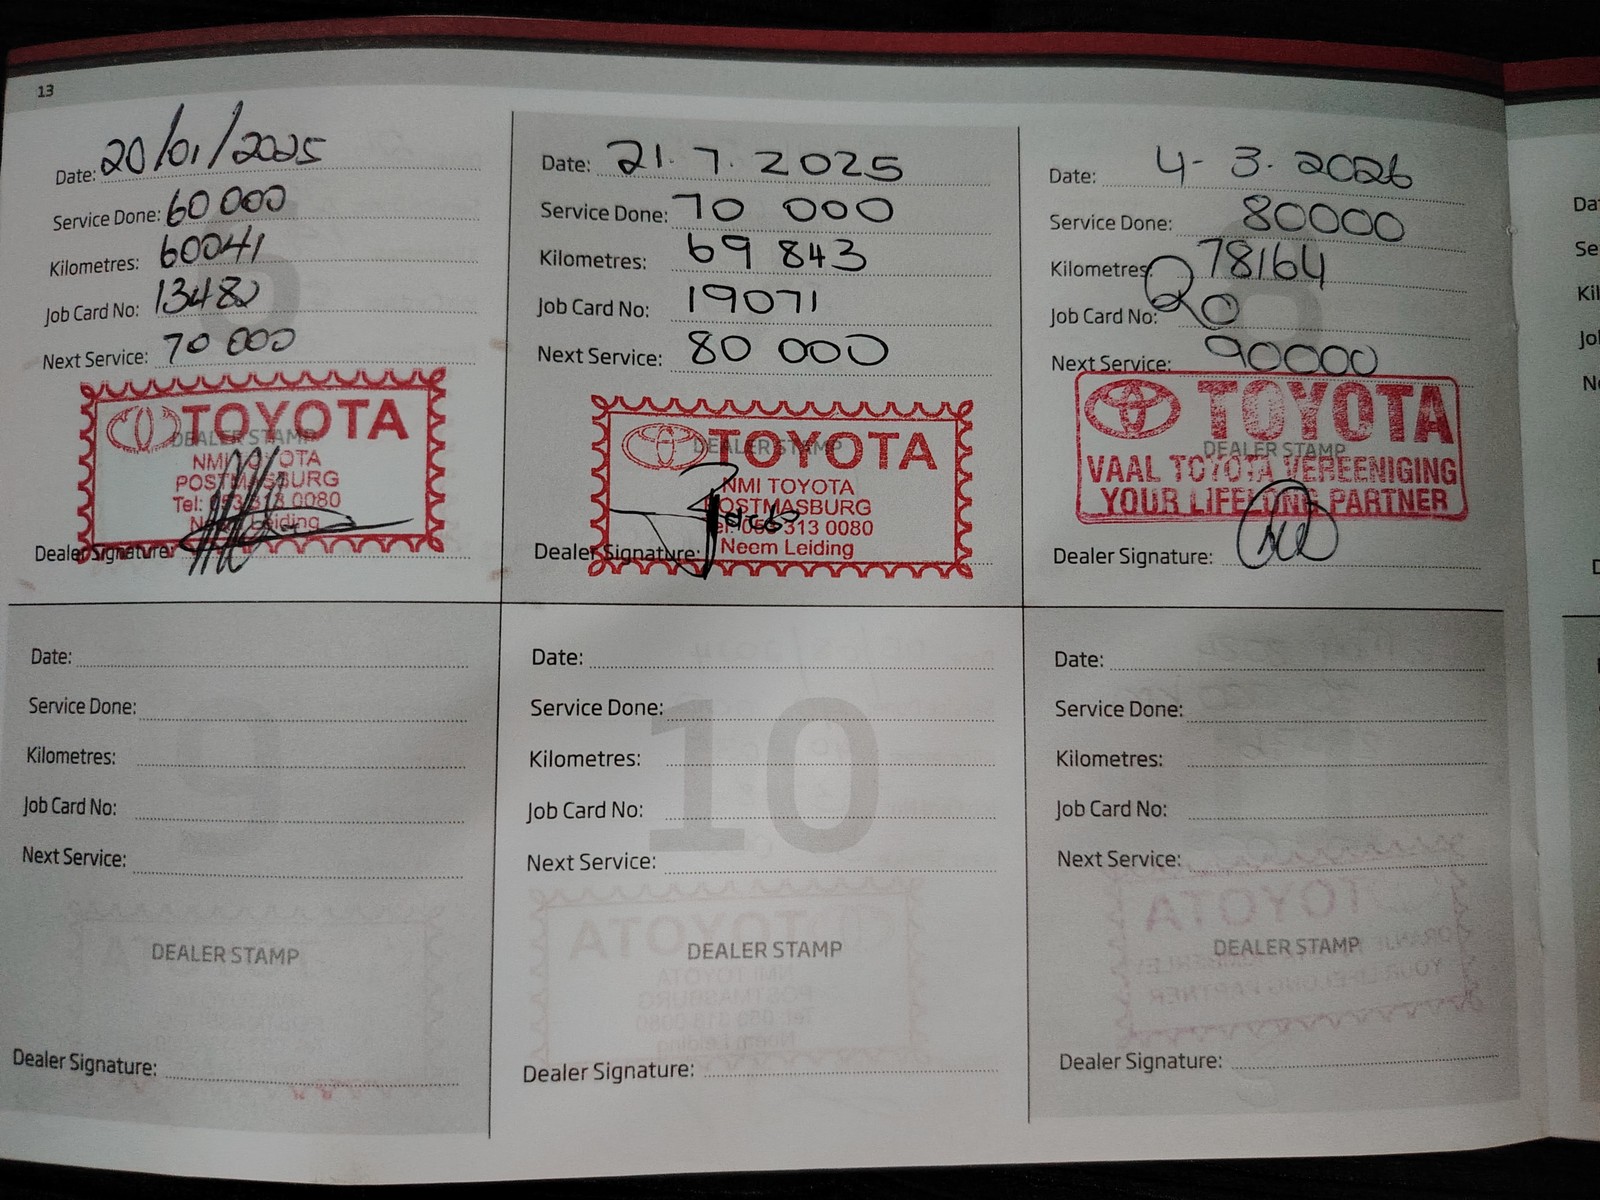 13
Date: 20/01/2025
Service Done: 60 000
Kilometres: 60041
Job Card No: 13480
Next Service: 70 000
TOYOTA
DEALER STAMP
NMI TOYOTA
POSTMASBURG
Tel: 053 313 0080
Neem Leiding
Dealer Signature:
Date: 21.7.2025
Service Done: 70 000
Kilometres: 69 843
Job Card No: 19071
Next Service: 80 000
TOYOTA
DEALER STAMP
NMI TOYOTA
POSTMASBURG
Tel: 053 313 0080
Neem Leiding
Dealer Signature:
Date: 4-3.2026
Service Done: 80000
Kilometres: 78164
Job Card No: 20
Next Service: 90000
TOYOTA
DEALER STAMP
VAAL TOYOTA VEREENIGING
YOUR LIFELONG PARTNER
Dealer Signature:
9
Date:
Service Done:
Kilometres:
Job Card No:
Next Service:
DEALER STAMP
Dealer Signature:
10
Date:
Service Done:
Kilometres:
Job Card No:
Next Service:
DEALER STAMP
Dealer Signature:
Date:
Service Done:
Kilometres:
Job Card No:
Next Service:
DEALER STAMP
Dealer Signature: